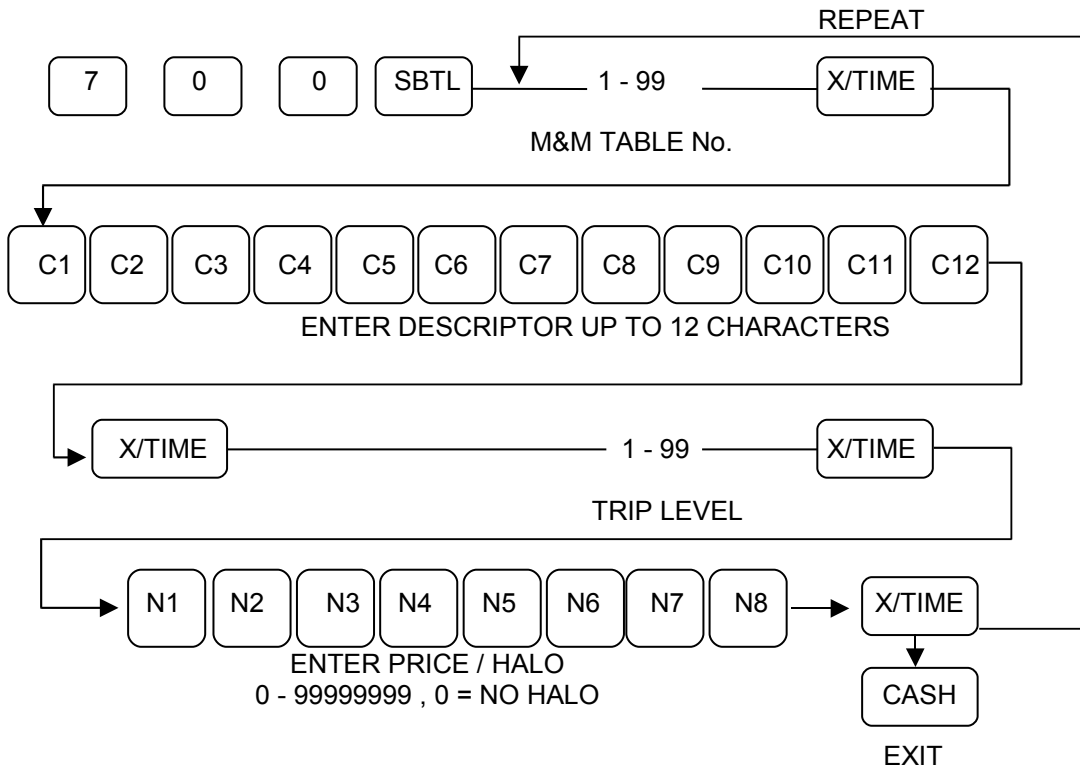 REPEAT
7 0 0 SBTL 1 - 99 X/TIME
M&M TABLE No.
C1 C2 C3 C4 C5 C6 C7 C8 C9 C10 C11 C12
ENTER DESCRIPTOR UP TO 12 CHARACTERS
X/TIME 1 - 99 X/TIME
TRIP LEVEL
N1 N2 N3 N4 N5 N6 N7 N8 X/TIME
ENTER PRICE / HALO
0 - 99999999 , 0 = NO HALO
CASH
EXIT